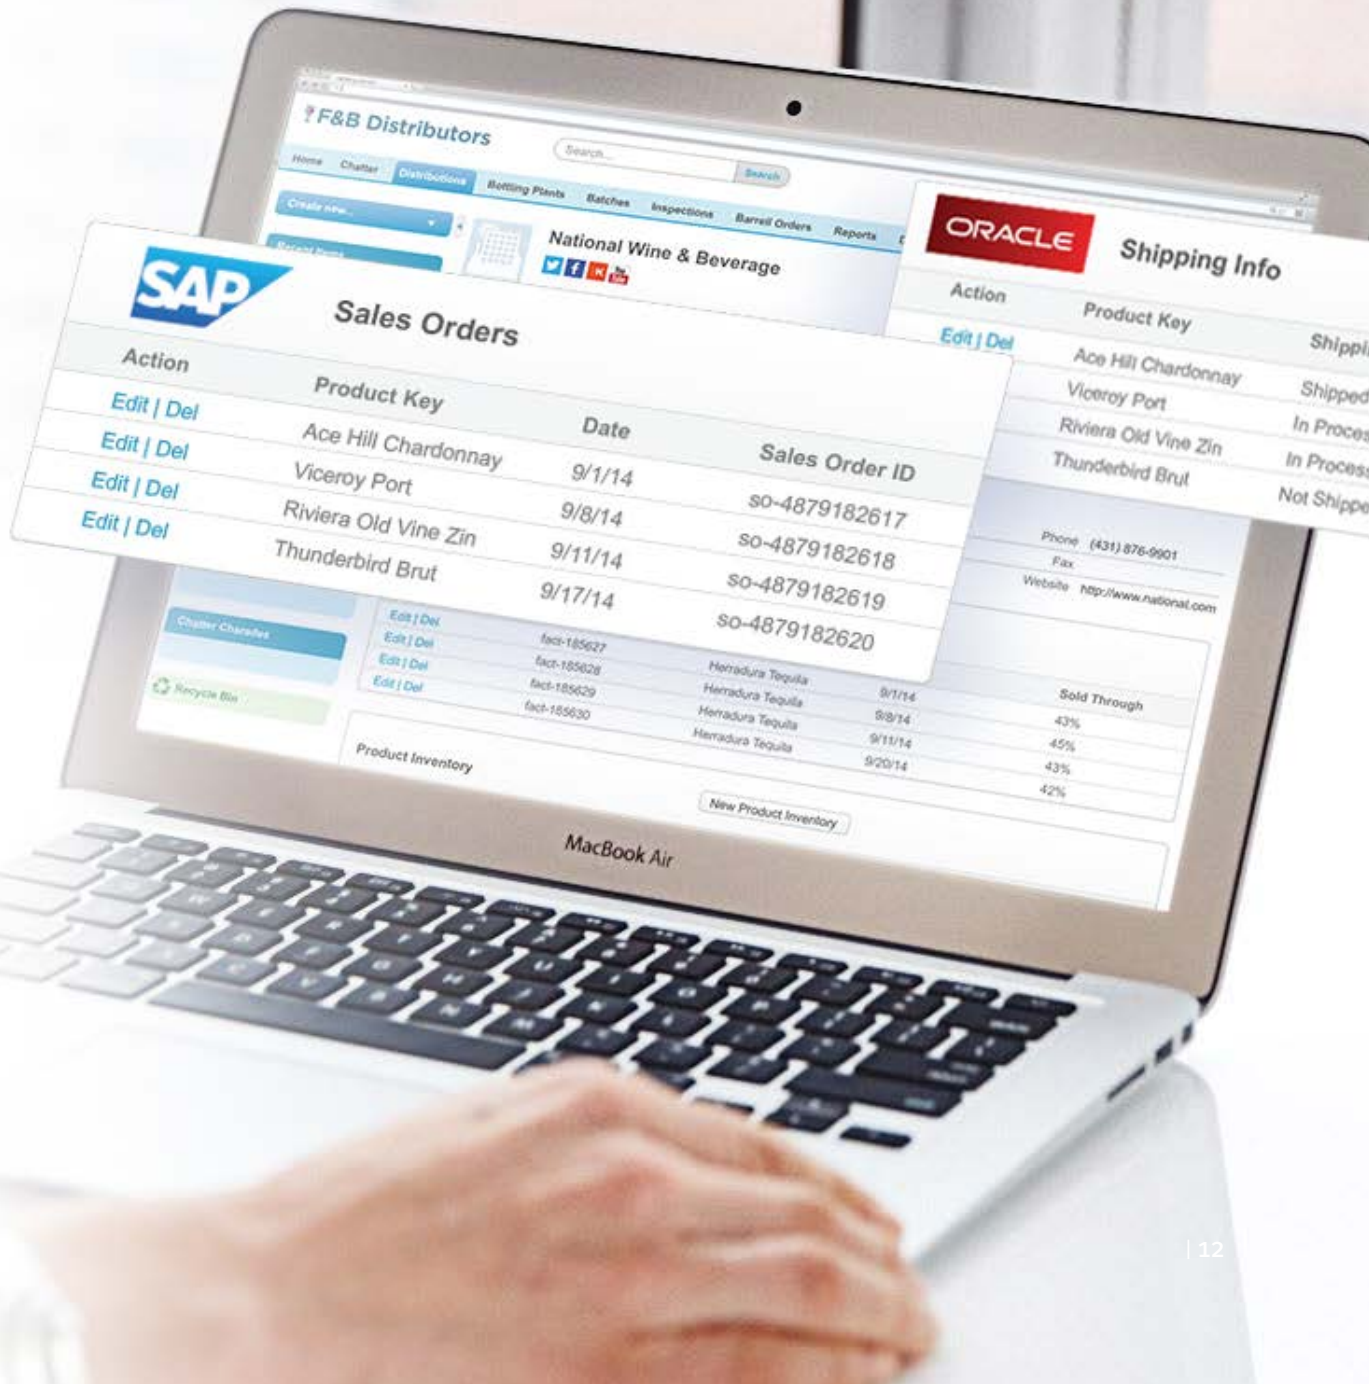 F&B Distributors
Search...
Search
Home Chatter Distributions Bottling Plants Batches Inspections Barrell Orders Reports
Create new...
Recent Items
National Wine & Beverage
SAP Sales Orders
Action Product Key Date Sales Order ID
Edit | Del Ace Hill Chardonnay 9/1/14 so-4879182617
Edit | Del Viceroy Port 9/8/14 so-4879182618
Edit | Del Riviera Old Vine Zin 9/11/14 so-4879182619
Edit | Del Thunderbird Brut 9/17/14 so-4879182620
ORACLE Shipping Info
Action Product Key Shippi
Edit | Del Ace Hill Chardonnay Shipped
Viceroy Port In Proces
Riviera Old Vine Zin In Process
Thunderbird Brut Not Shippe
Phone (431) 876-9901
Fax
Website http://www.national.com
Sold Through
Edit | Del fact-185627 Herradura Tequila 9/1/14 43%
Edit | Del fact-185628 Herradura Tequila 9/8/14 45%
Edit | Del fact-185629 Herradura Tequila 9/11/14 43%
Edit | Del fact-185630 Herradura Tequila 9/20/14 42%
Chatter Charades
Recycle Bin
Product Inventory
New Product Inventory
MacBook Air
| 12